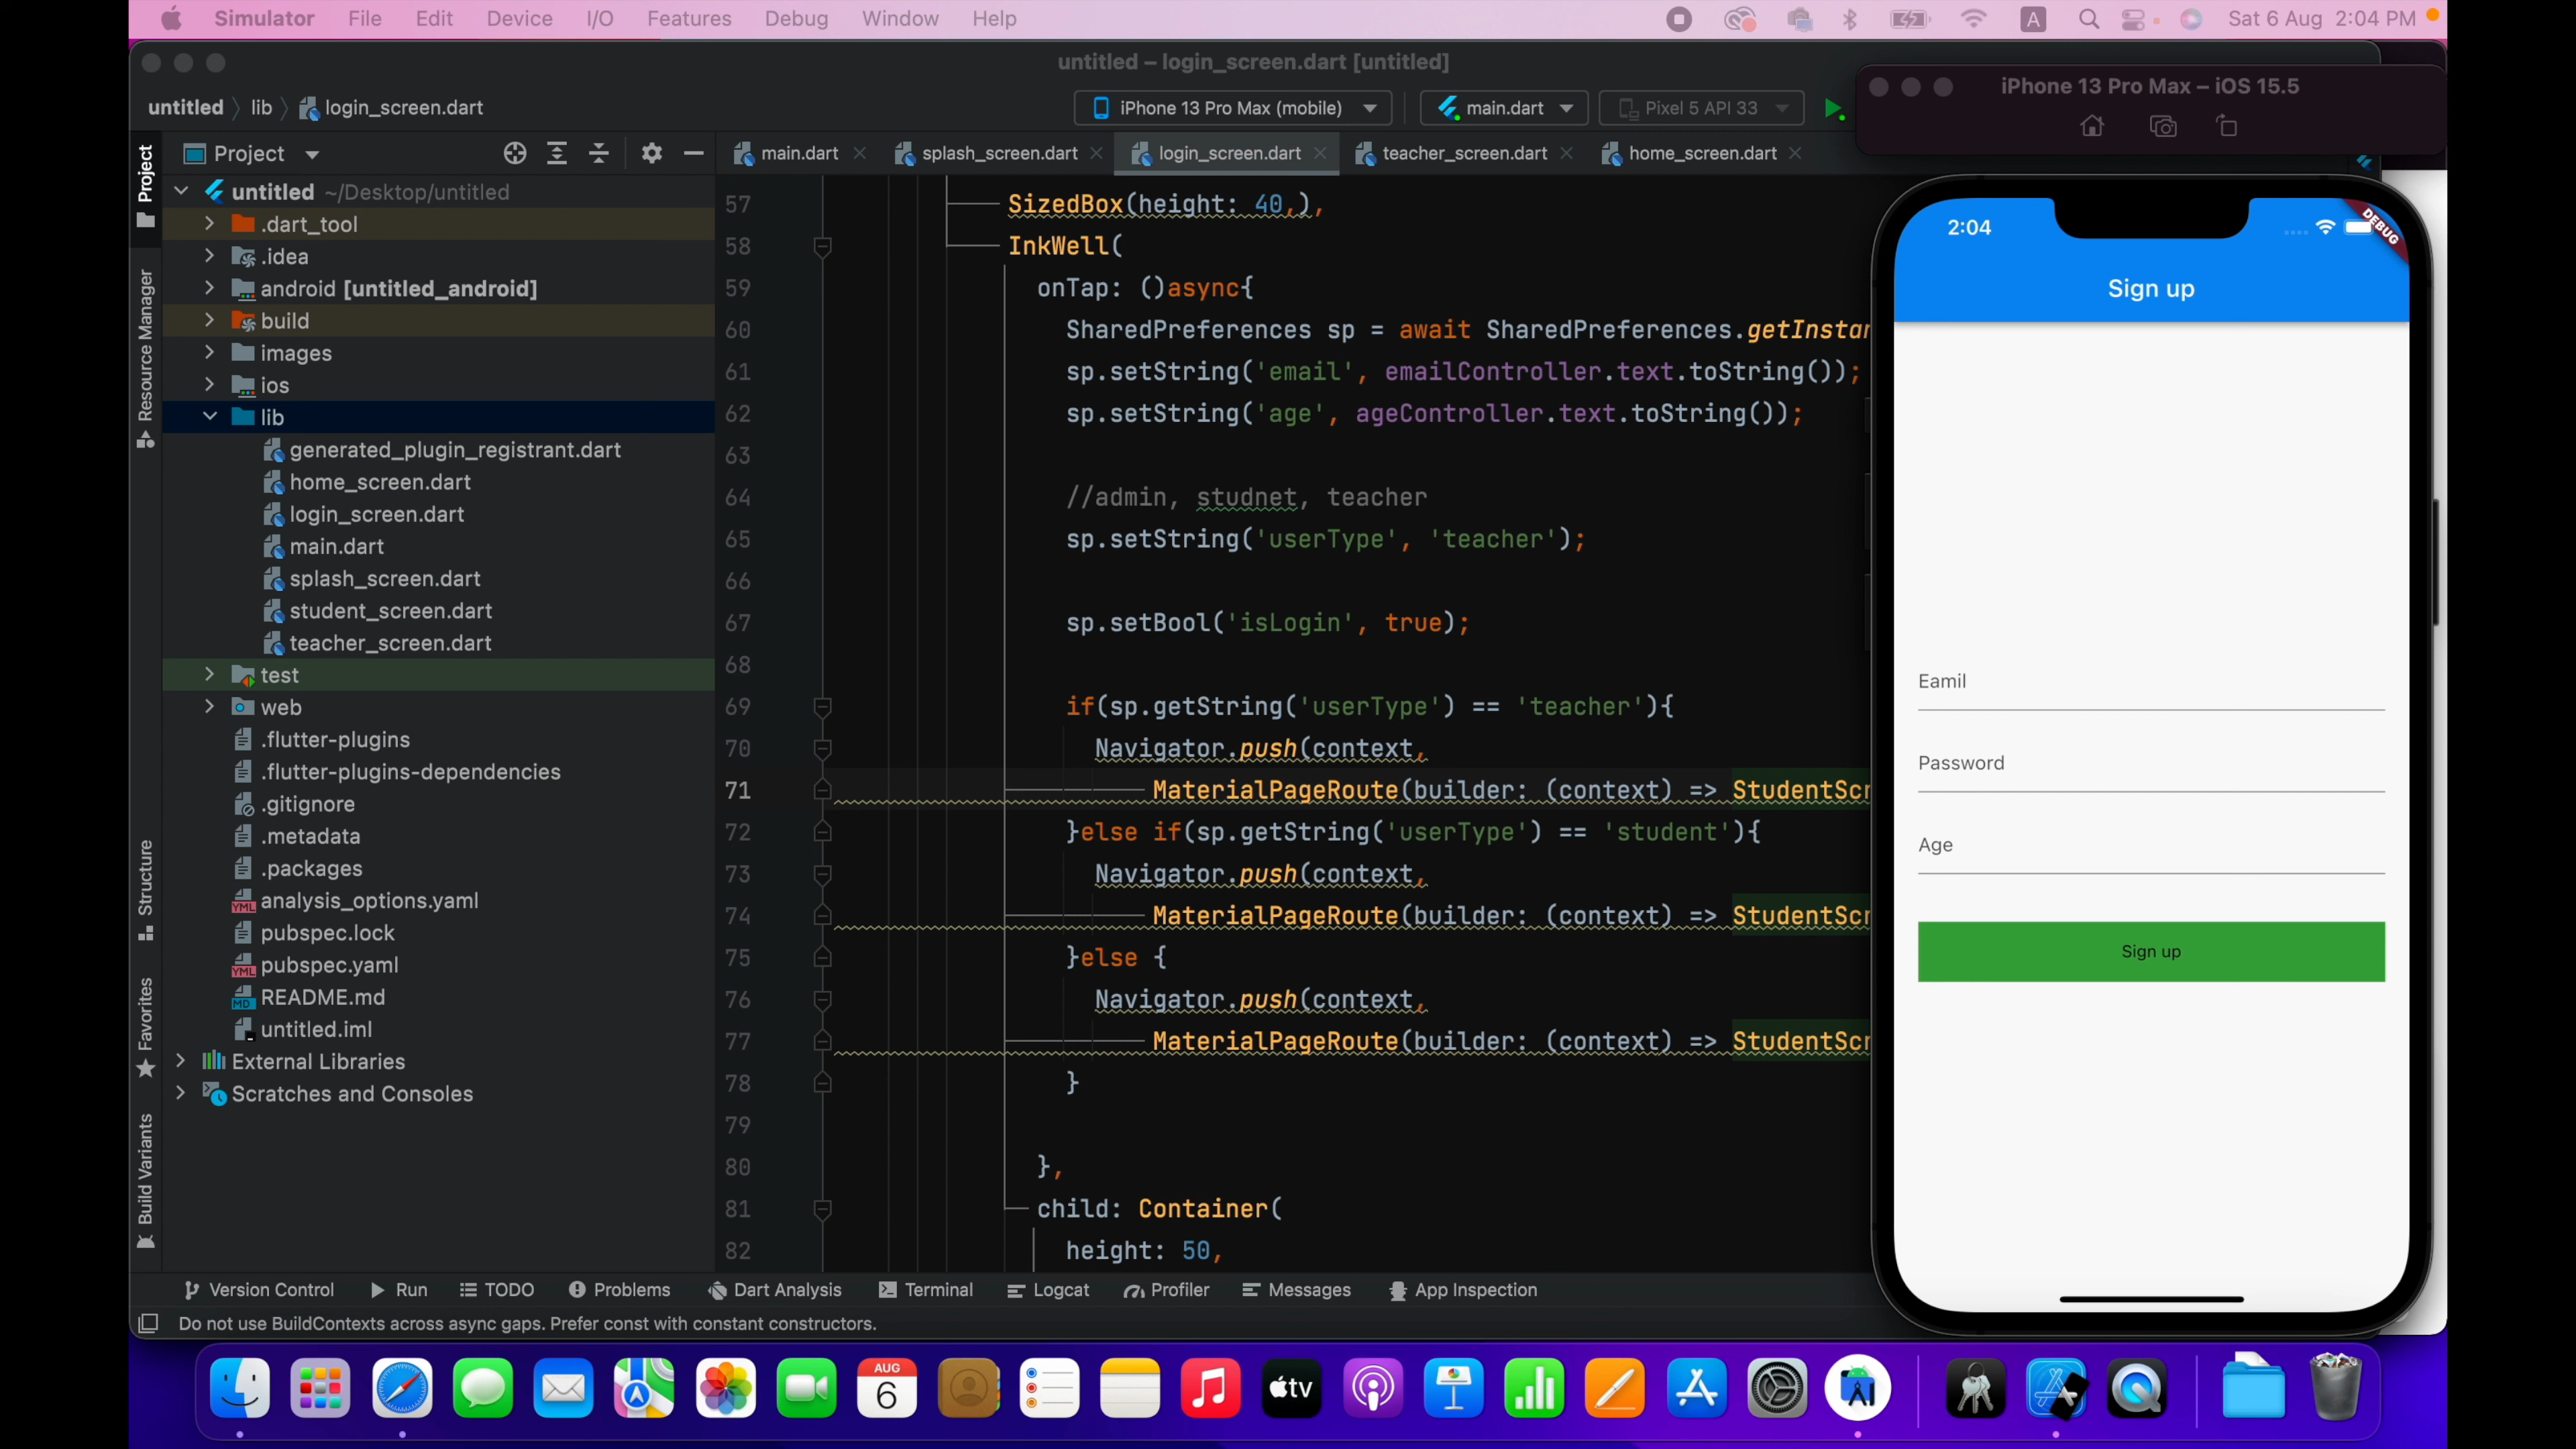 Simulator File Edit Device I/O Features Debug Window Help
A Sat 6 Aug 2:04 PM
untitled – login_screen.dart [untitled]
untitled lib login_screen.dart
iPhone 13 Pro Max (mobile) main.dart Pixel 5 API 33
Project
main.dart splash_screen.dart login_screen.dart teacher_screen.dart home_screen.dart
Project
Resource Manager
Structure
Favorites
Build Variants
untitled ~/Desktop/untitled
.dart_tool
.idea
android [untitled_android]
build
images
ios
lib
generated_plugin_registrant.dart
home_screen.dart
login_screen.dart
main.dart
splash_screen.dart
student_screen.dart
teacher_screen.dart
test
web
.flutter-plugins
.flutter-plugins-dependencies
.gitignore
.metadata
.packages
analysis_options.yaml
pubspec.lock
pubspec.yaml
README.md
untitled.iml
External Libraries
Scratches and Consoles
57 SizedBox(height: 40,),
58 InkWell(
59 onTap: ()async{
60 SharedPreferences sp = await SharedPreferences.getInstan
61 sp.setString('email', emailController.text.toString());
62 sp.setString('age', ageController.text.toString());
63
64 //admin, studnet, teacher
65 sp.setString('userType', 'teacher');
66
67 sp.setBool('isLogin', true);
68
69 if(sp.getString('userType') == 'teacher'){
70 Navigator.push(context,
71 MaterialPageRoute(builder: (context) => StudentScr
72 }else if(sp.getString('userType') == 'student'){
73 Navigator.push(context,
74 MaterialPageRoute(builder: (context) => StudentScr
75 }else {
76 Navigator.push(context,
77 MaterialPageRoute(builder: (context) => StudentScr
78 }
79
80 },
81 child: Container(
82 height: 50,
iPhone 13 Pro Max – iOS 15.5
2:04
DEBUG
Sign up
Eamil
Password
Age
Sign up
Version Control Run TODO Problems Dart Analysis Terminal Logcat Profiler Messages App Inspection
Do not use BuildContexts across async gaps. Prefer const with constant constructors.
AUG
6
tv